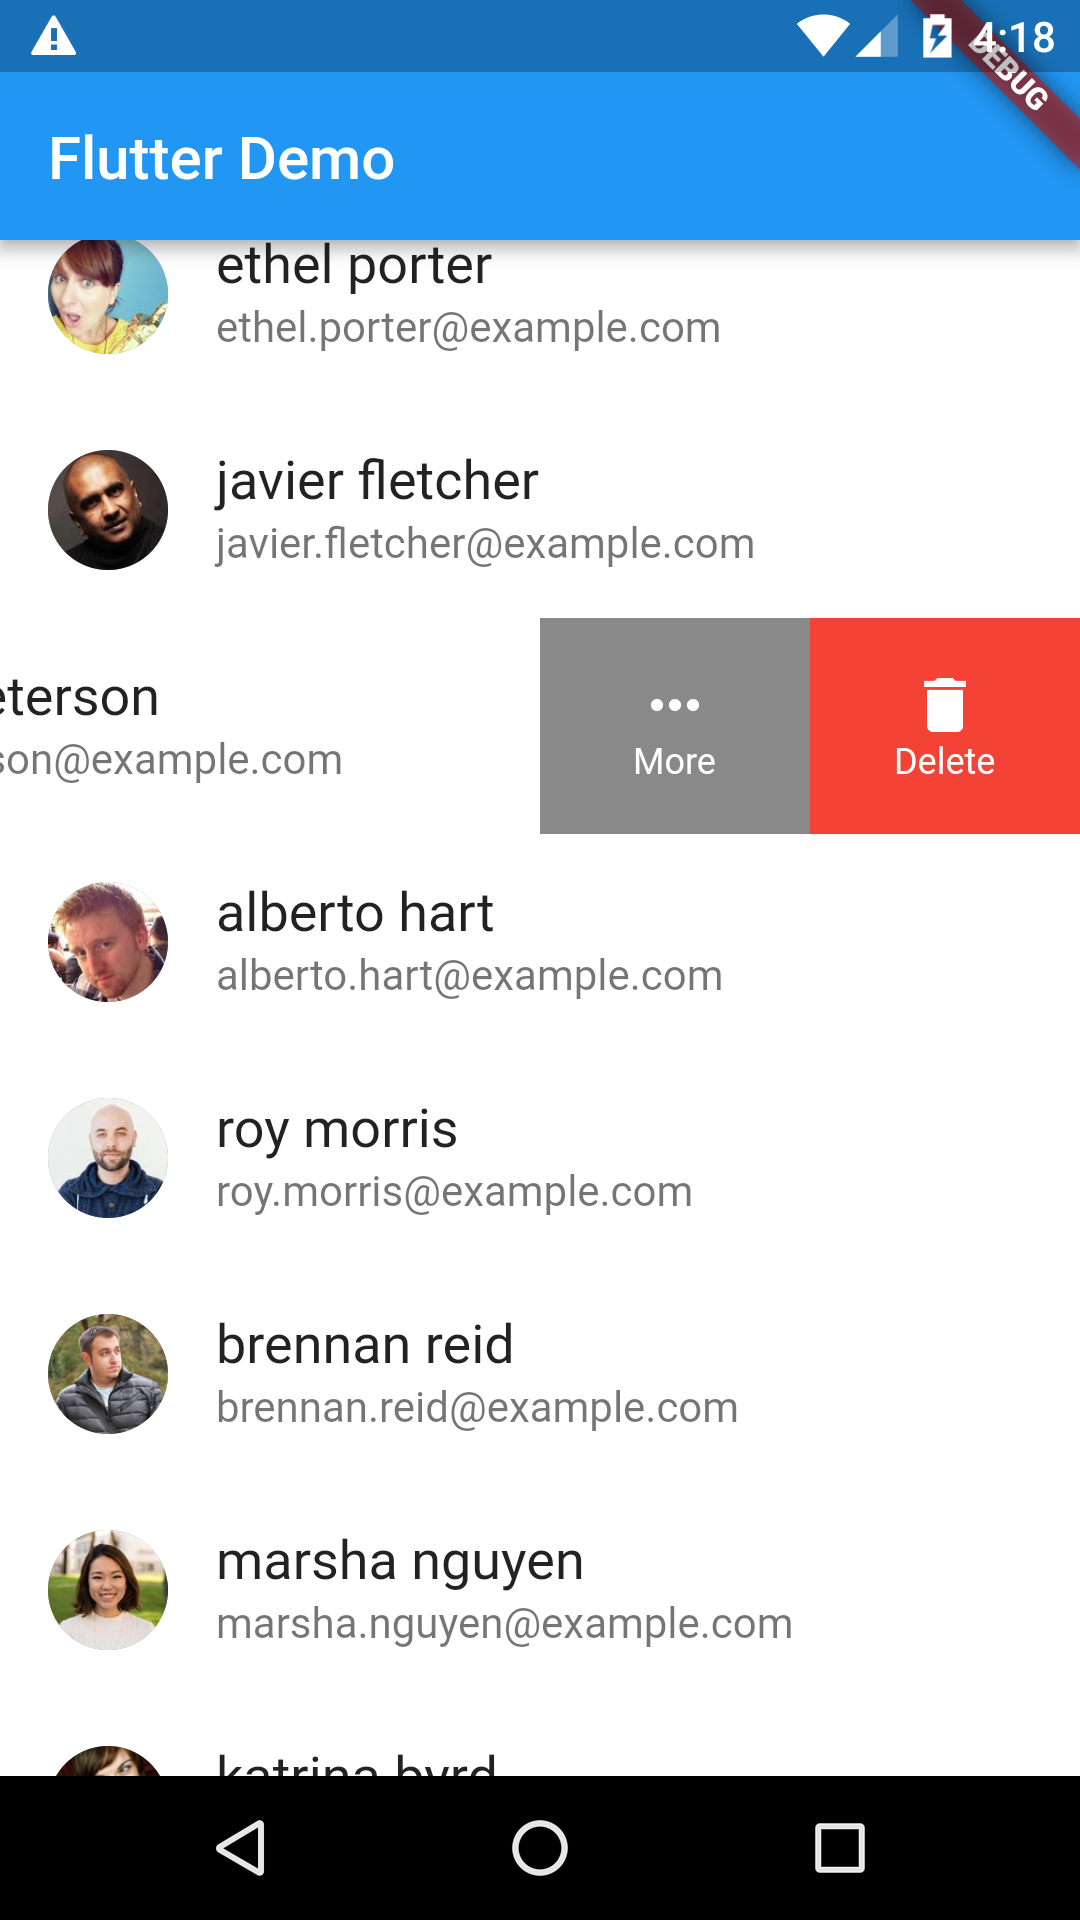 4:18
DEBUG
Flutter Demo
ethel porter
ethel.porter@example.com
javier fletcher
javier.fletcher@example.com
eterson
son@example.com
More
Delete
alberto hart
alberto.hart@example.com
roy morris
roy.morris@example.com
brennan reid
brennan.reid@example.com
marsha nguyen
marsha.nguyen@example.com
katrina byrd